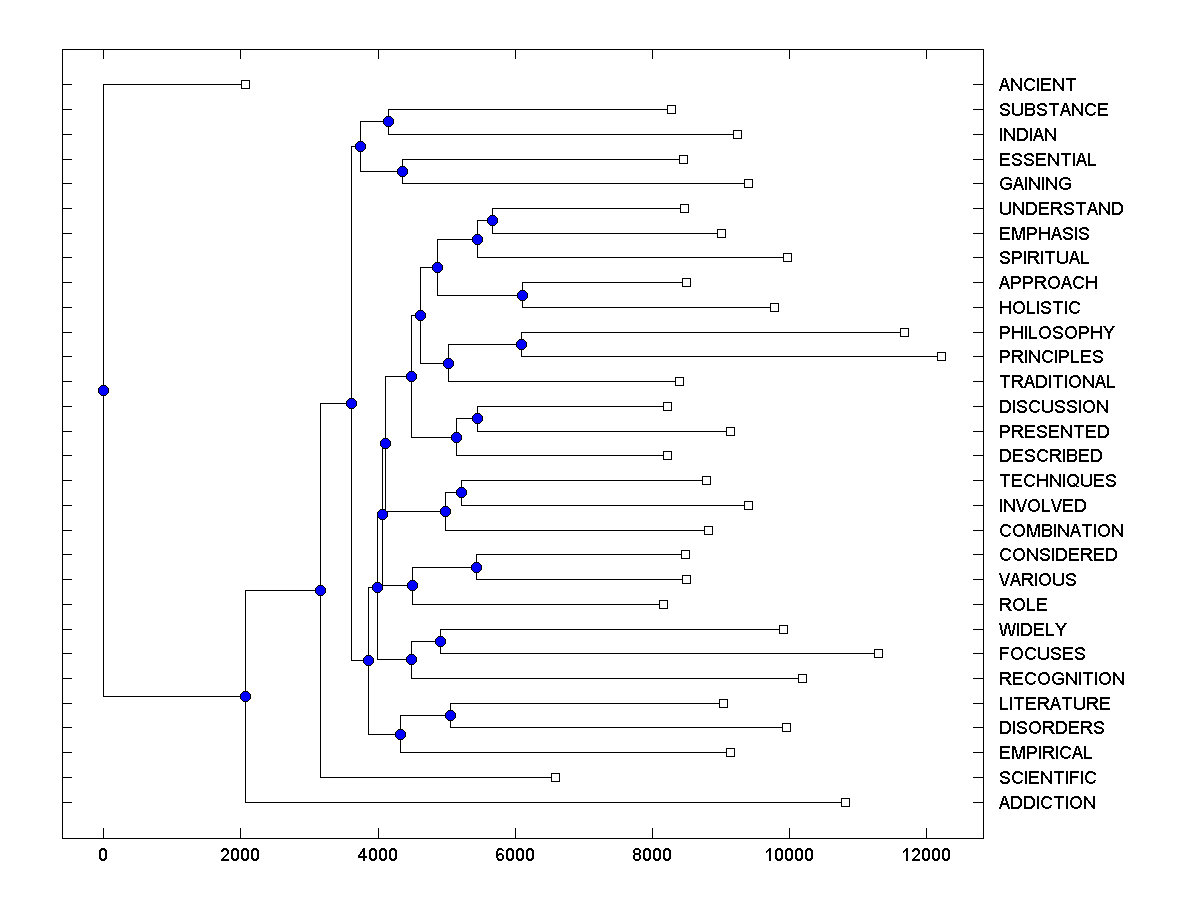 ANCIENT
SUBSTANCE
INDIAN
ESSENTIAL
GAINING
UNDERSTAND
EMPHASIS
SPIRITUAL
APPROACH
HOLISTIC
PHILOSOPHY
PRINCIPLES
TRADITIONAL
DISCUSSION
PRESENTED
DESCRIBED
TECHNIQUES
INVOLVED
COMBINATION
CONSIDERED
VARIOUS
ROLE
WIDELY
FOCUSES
RECOGNITION
LITERATURE
DISORDERS
EMPIRICAL
SCIENTIFIC
ADDICTION
0 2000 4000 6000 8000 10000 12000